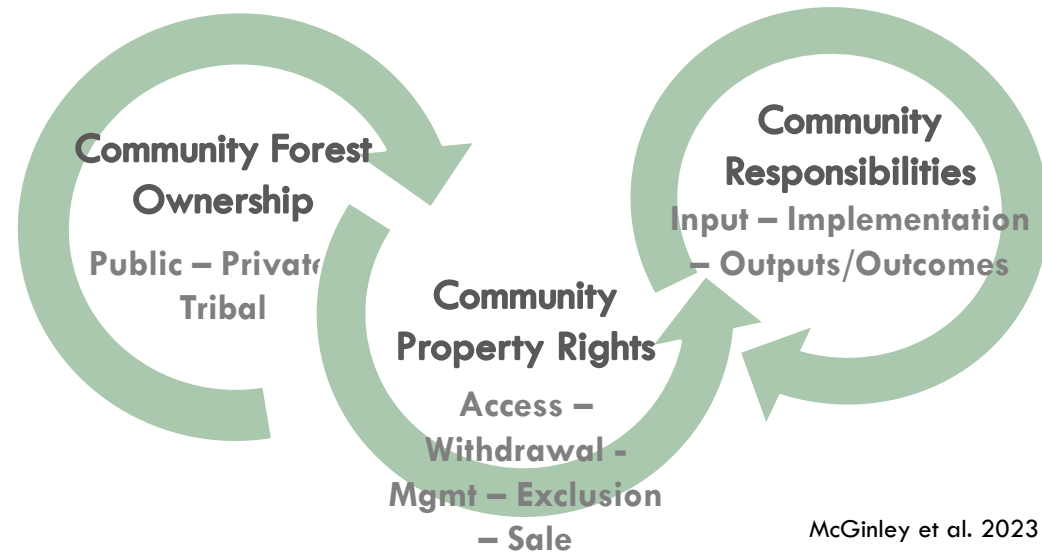 Community Forest
Ownership
Public – Private
Tribal
Community
Property Rights
Access –
Withdrawal -
Mgmt – Exclusion
– Sale
Community
Responsibilities
Input – Implementation
– Outputs/Outcomes
McGinley et al. 2023